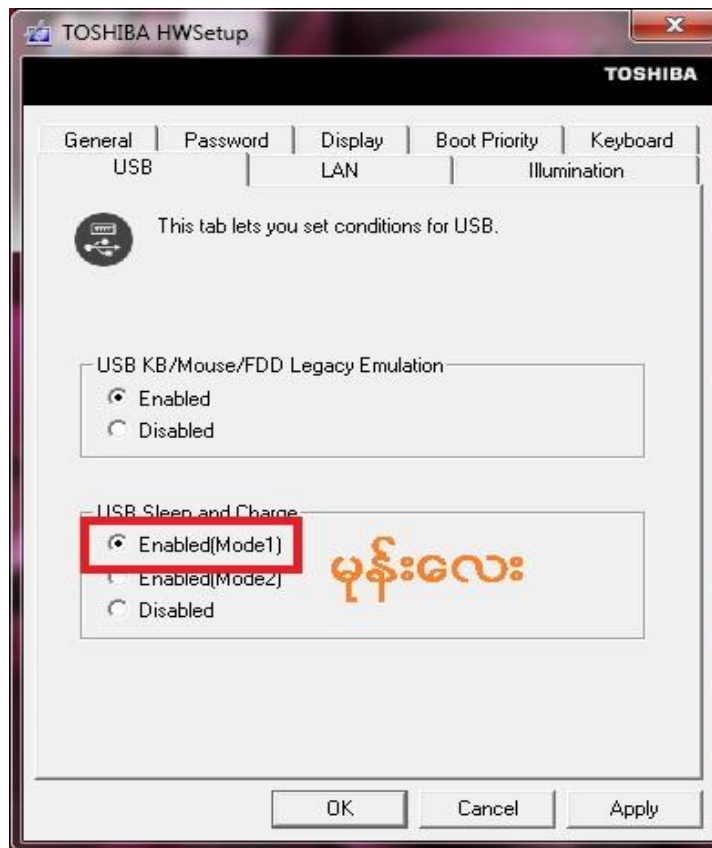 TOSHIBA HWSetup
TOSHIBA
General Password Display Boot Priority Keyboard
USB LAN Illumination
This tab lets you set conditions for USB.
USB KB/Mouse/FDD Legacy Emulation
Enabled
Disabled
USB Sleep and Charge
Enabled(Mode1)
Enabled(Mode2)
မုန်းလေး
Disabled
OK Cancel Apply